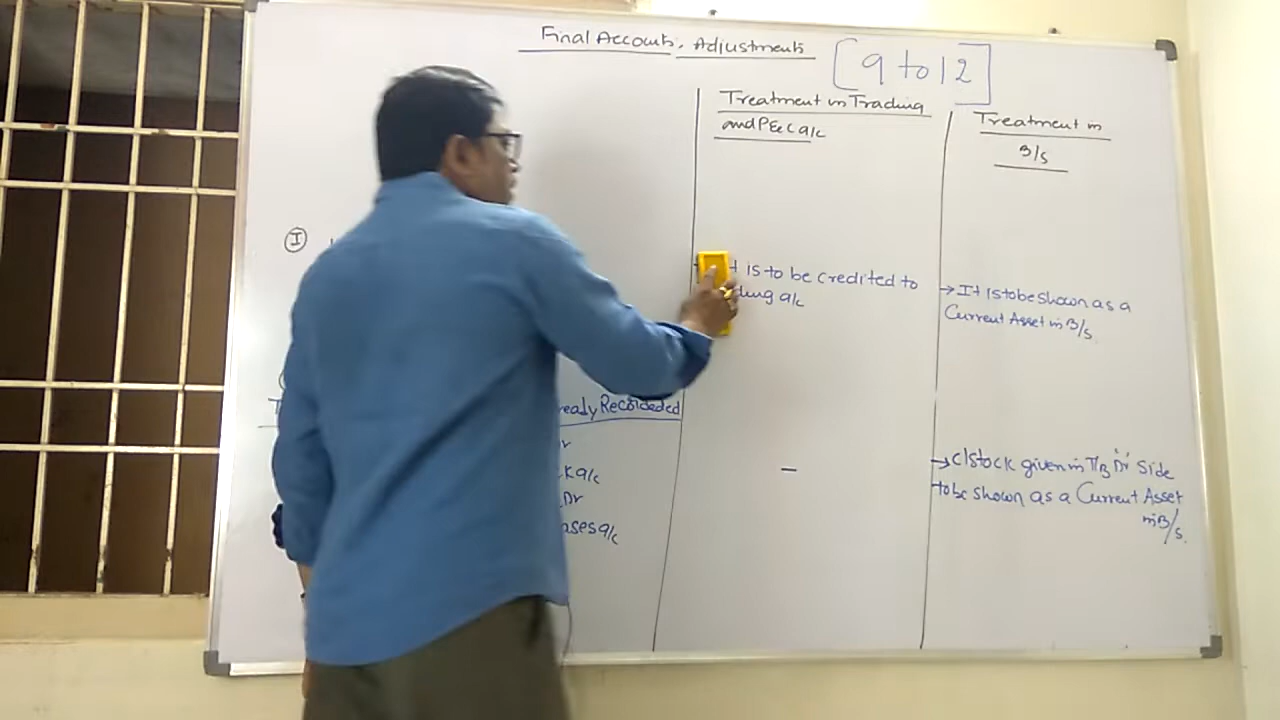 Final Accounts, Adjustments
[9 to 12]
Treatment in Trading
and P&L a/c
Treatment in
B/S
I
t is to be credited to
ding a/c
→ It is to be shown as a
Current Asset in B/S.
ready Recordeded
r
K a/c
Dr
ases a/c
-
→ C/Stock given in T/B 'Dr' Side
to be shown as a Current Asset
in B/S.